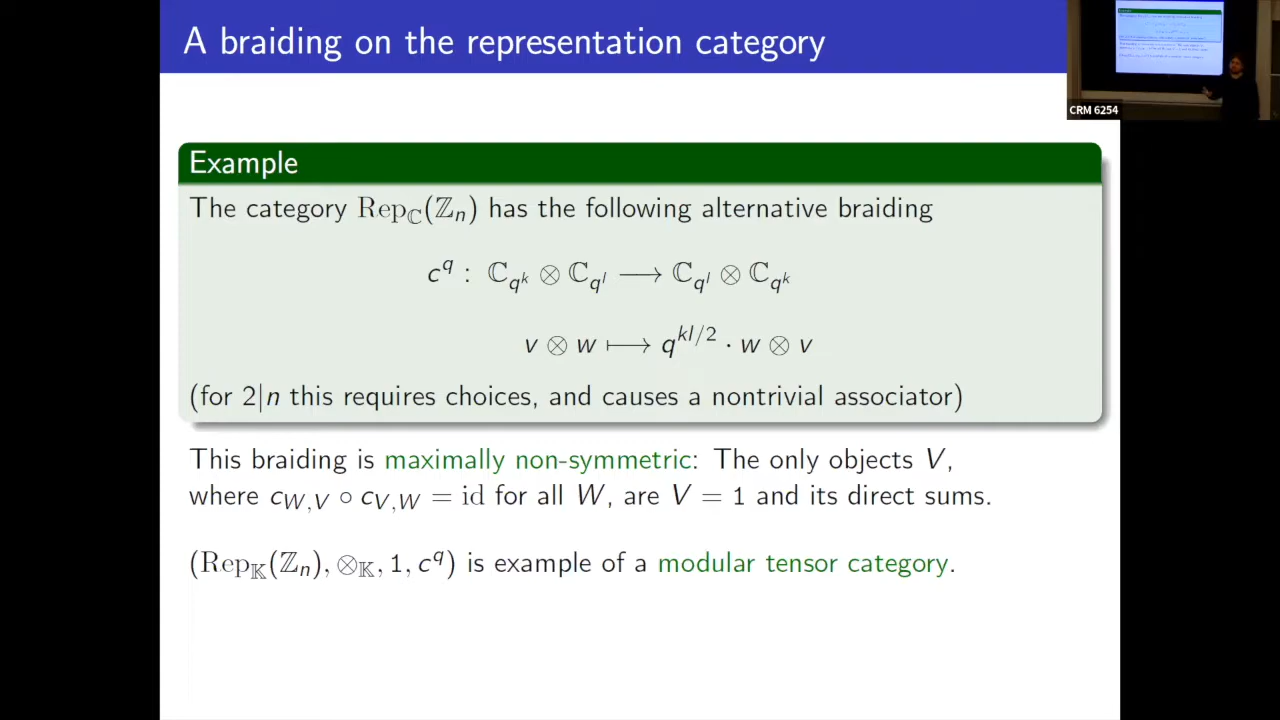 A braiding on the representation category
CRM 6254
Example
The category Rep_ℂ(ℤ_n) has the following alternative braiding
c^q : ℂ_{q^k} ⊗ ℂ_{q^l} ⟶ ℂ_{q^l} ⊗ ℂ_{q^k}
v ⊗ w ⟼ q^{kl/2} · w ⊗ v
(for 2|n this requires choices, and causes a nontrivial associator)
This braiding is maximally non-symmetric: The only objects V,
where c_{W,V} ∘ c_{V,W} = id for all W, are V = 1 and its direct sums.
(Rep_𝕂(ℤ_n), ⊗_𝕂, 1, c^q) is example of a modular tensor category.